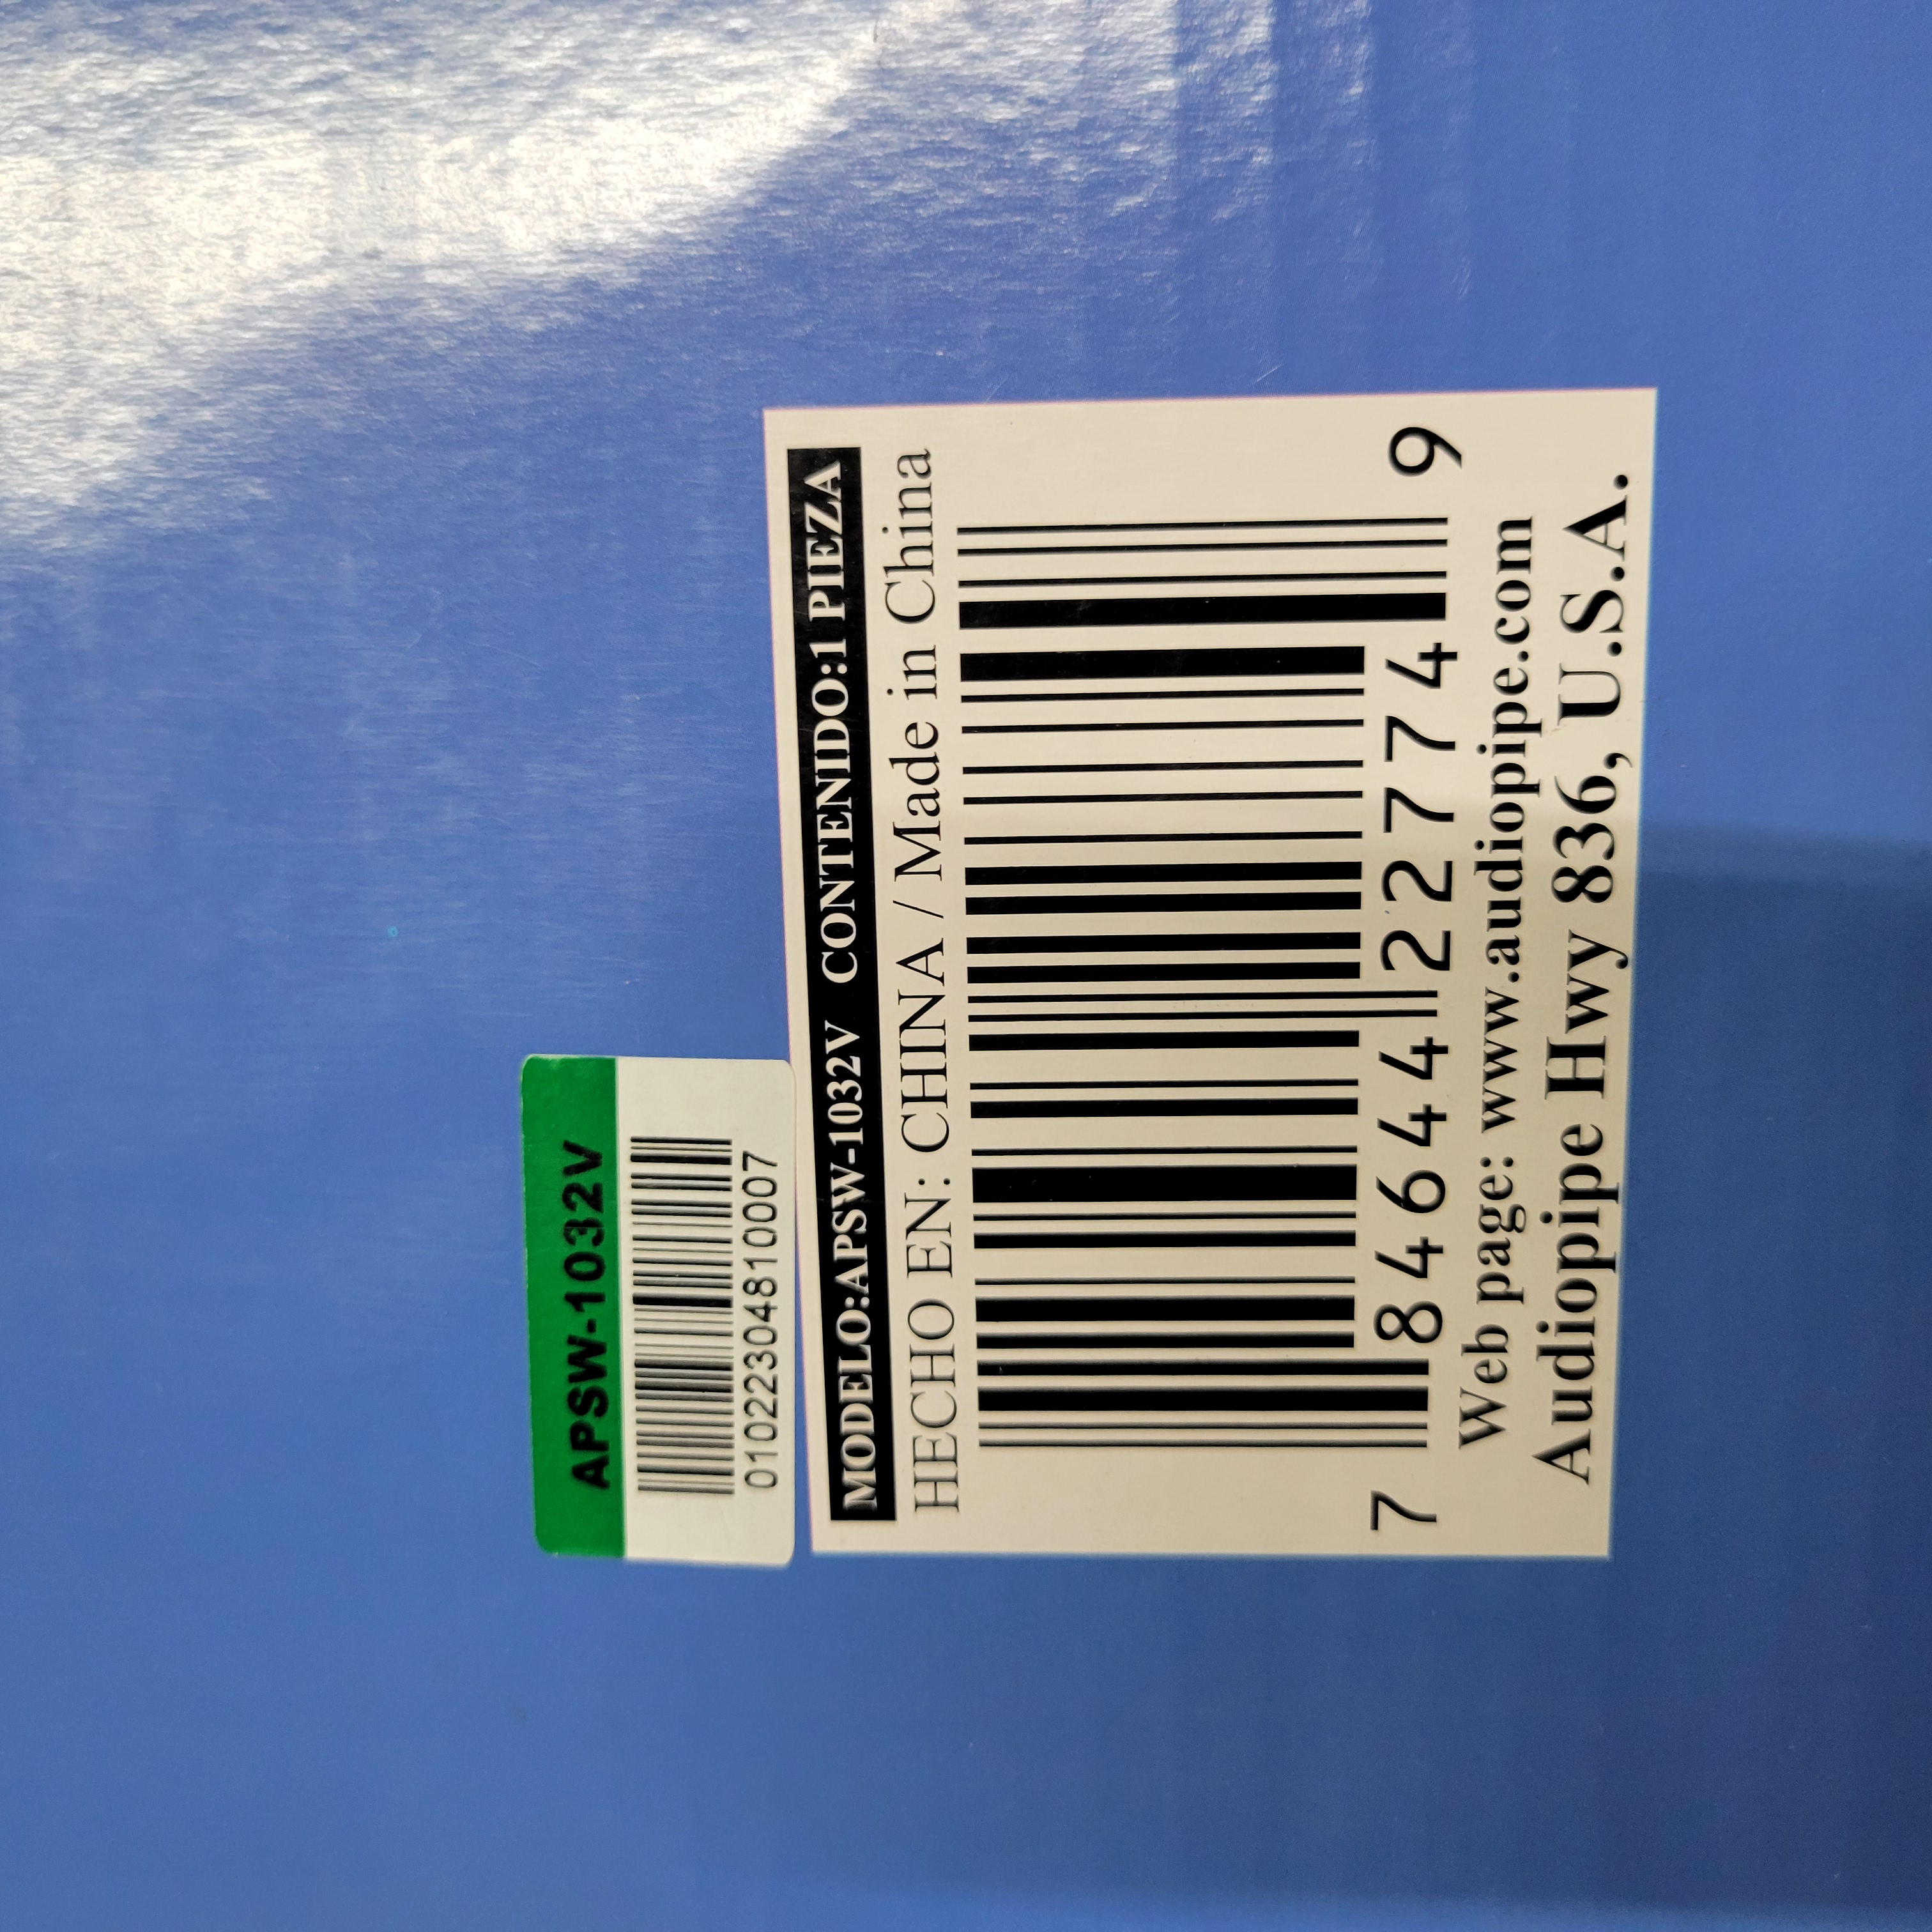 APSW-1032V
01022304810007
MODELO:APSW-1032V CONTENIDO:1 PIEZA
HECHO EN: CHINA / Made in China
7 84644 22774 9
Web page: www.audiopipe.com
Audiopipe Hwy 836, U.S.A.